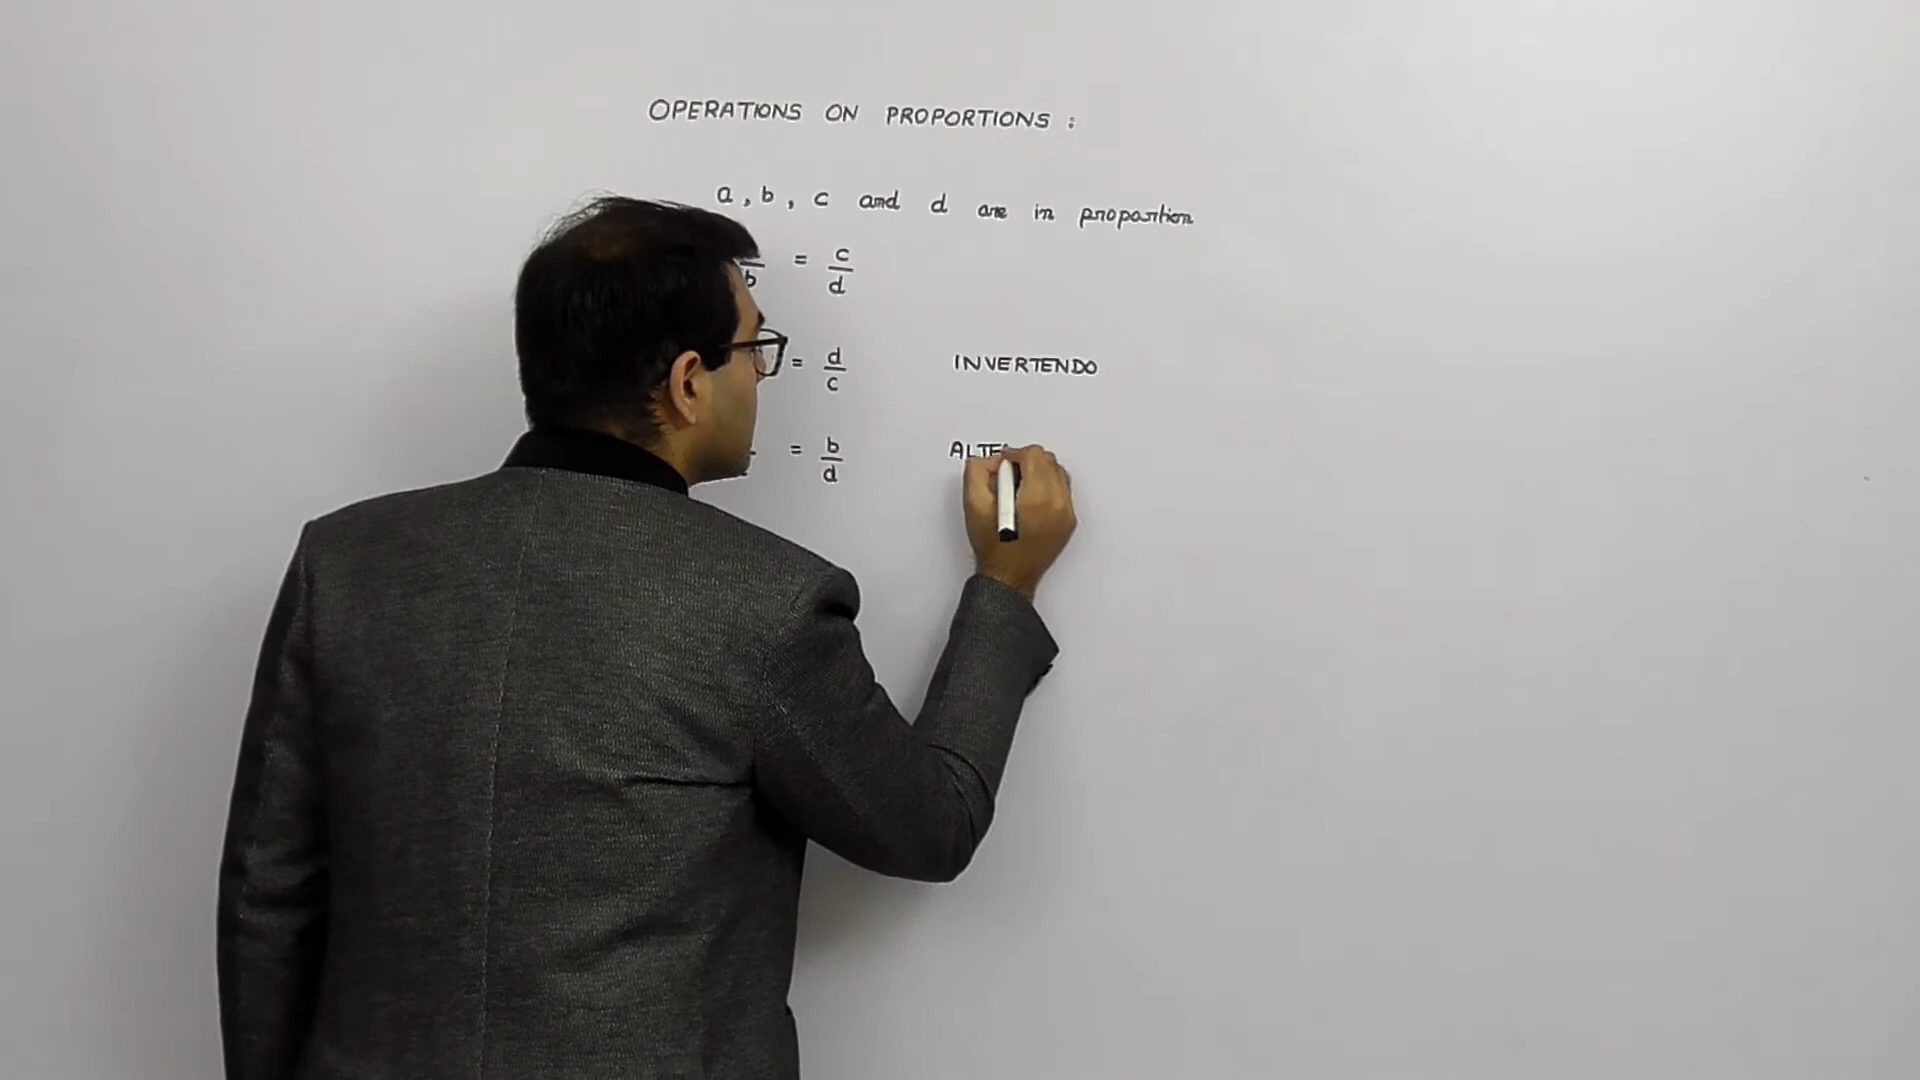 OPERATIONS ON PROPORTIONS :
a , b , c and d are in proportion
b = c/d
= d/c INVERTENDO
= b/d ALTE